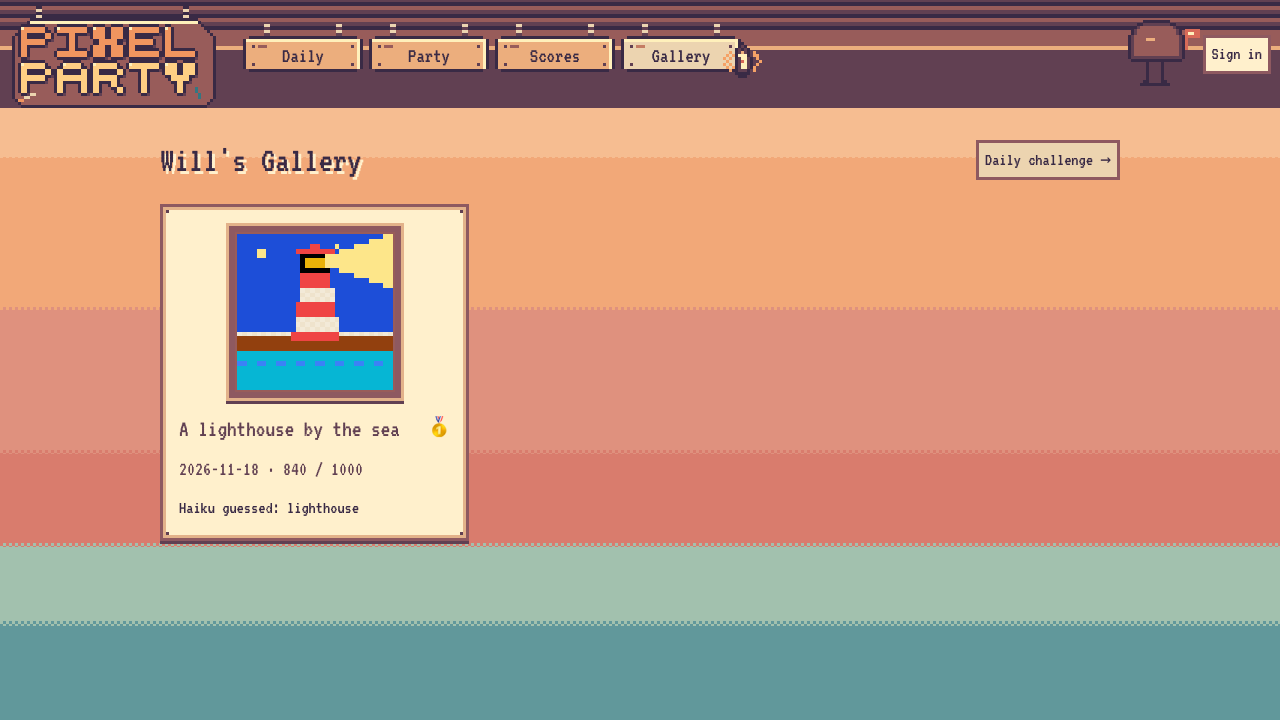 PIXEL
PARTY
Daily
Party
Scores
Gallery
Sign in
Will's Gallery
Daily challenge →
A lighthouse by the sea
2026-11-18 · 840 / 1000
Haiku guessed: lighthouse